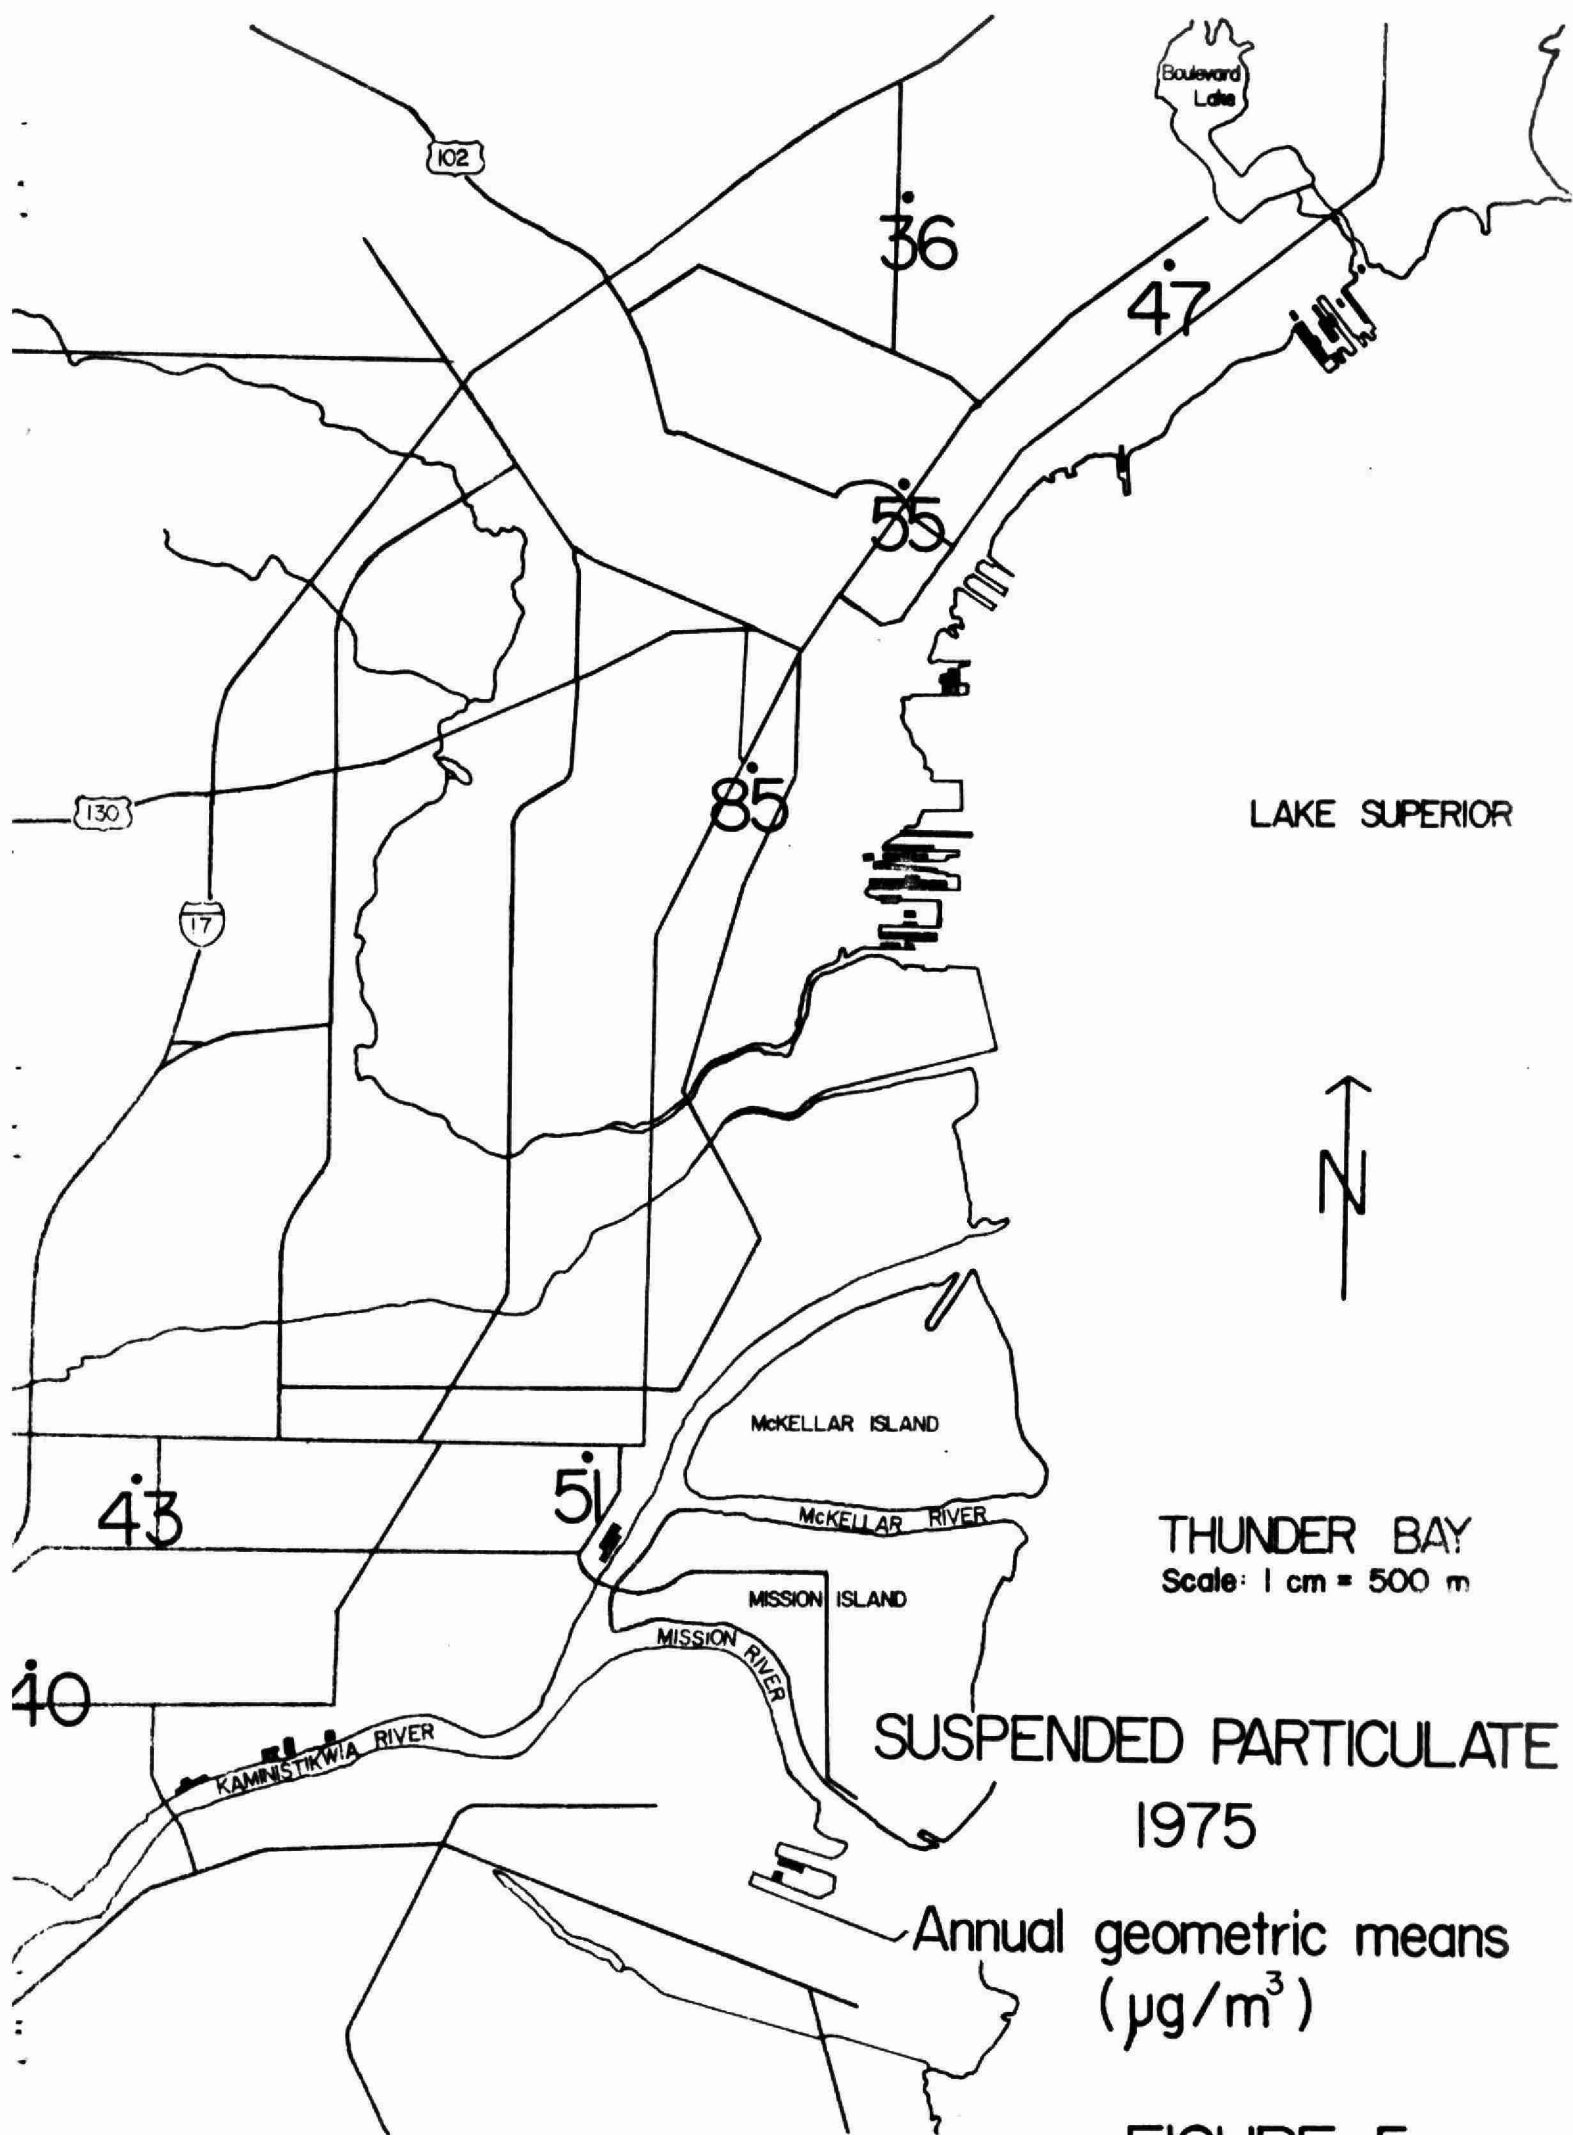 Boulevard
Lake
102
36
47
55
85
130
LAKE SUPERIOR
17
N
McKELLAR ISLAND
51
43
McKELLAR RIVER
THUNDER BAY
Scale: 1 cm = 500 m
MISSION ISLAND
MISSION RIVER
40
KAMINISTIKWIA RIVER
SUSPENDED PARTICULATE
1975
Annual geometric means
(µg/m³)